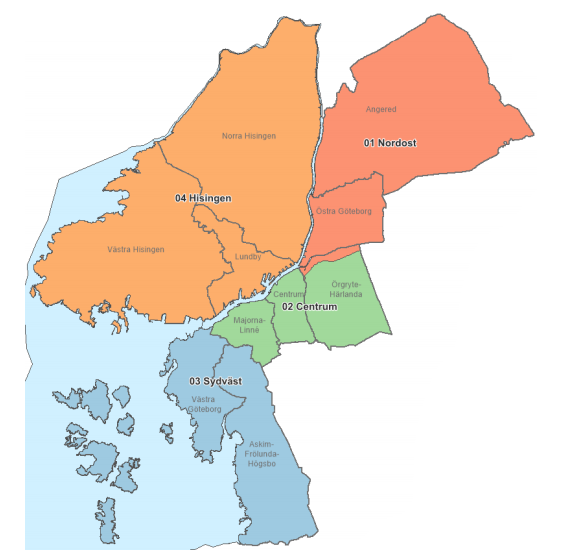 Angered
Norra Hisingen
01 Nordost
04 Hisingen
Östra Göteborg
Västra Hisingen
Lundby
Örgryte-
Härlanda
Centrum
02 Centrum
Majorna-
Linné
03 Sydväst
Västra
Göteborg
Askim-
Frölunda-
Högsbo